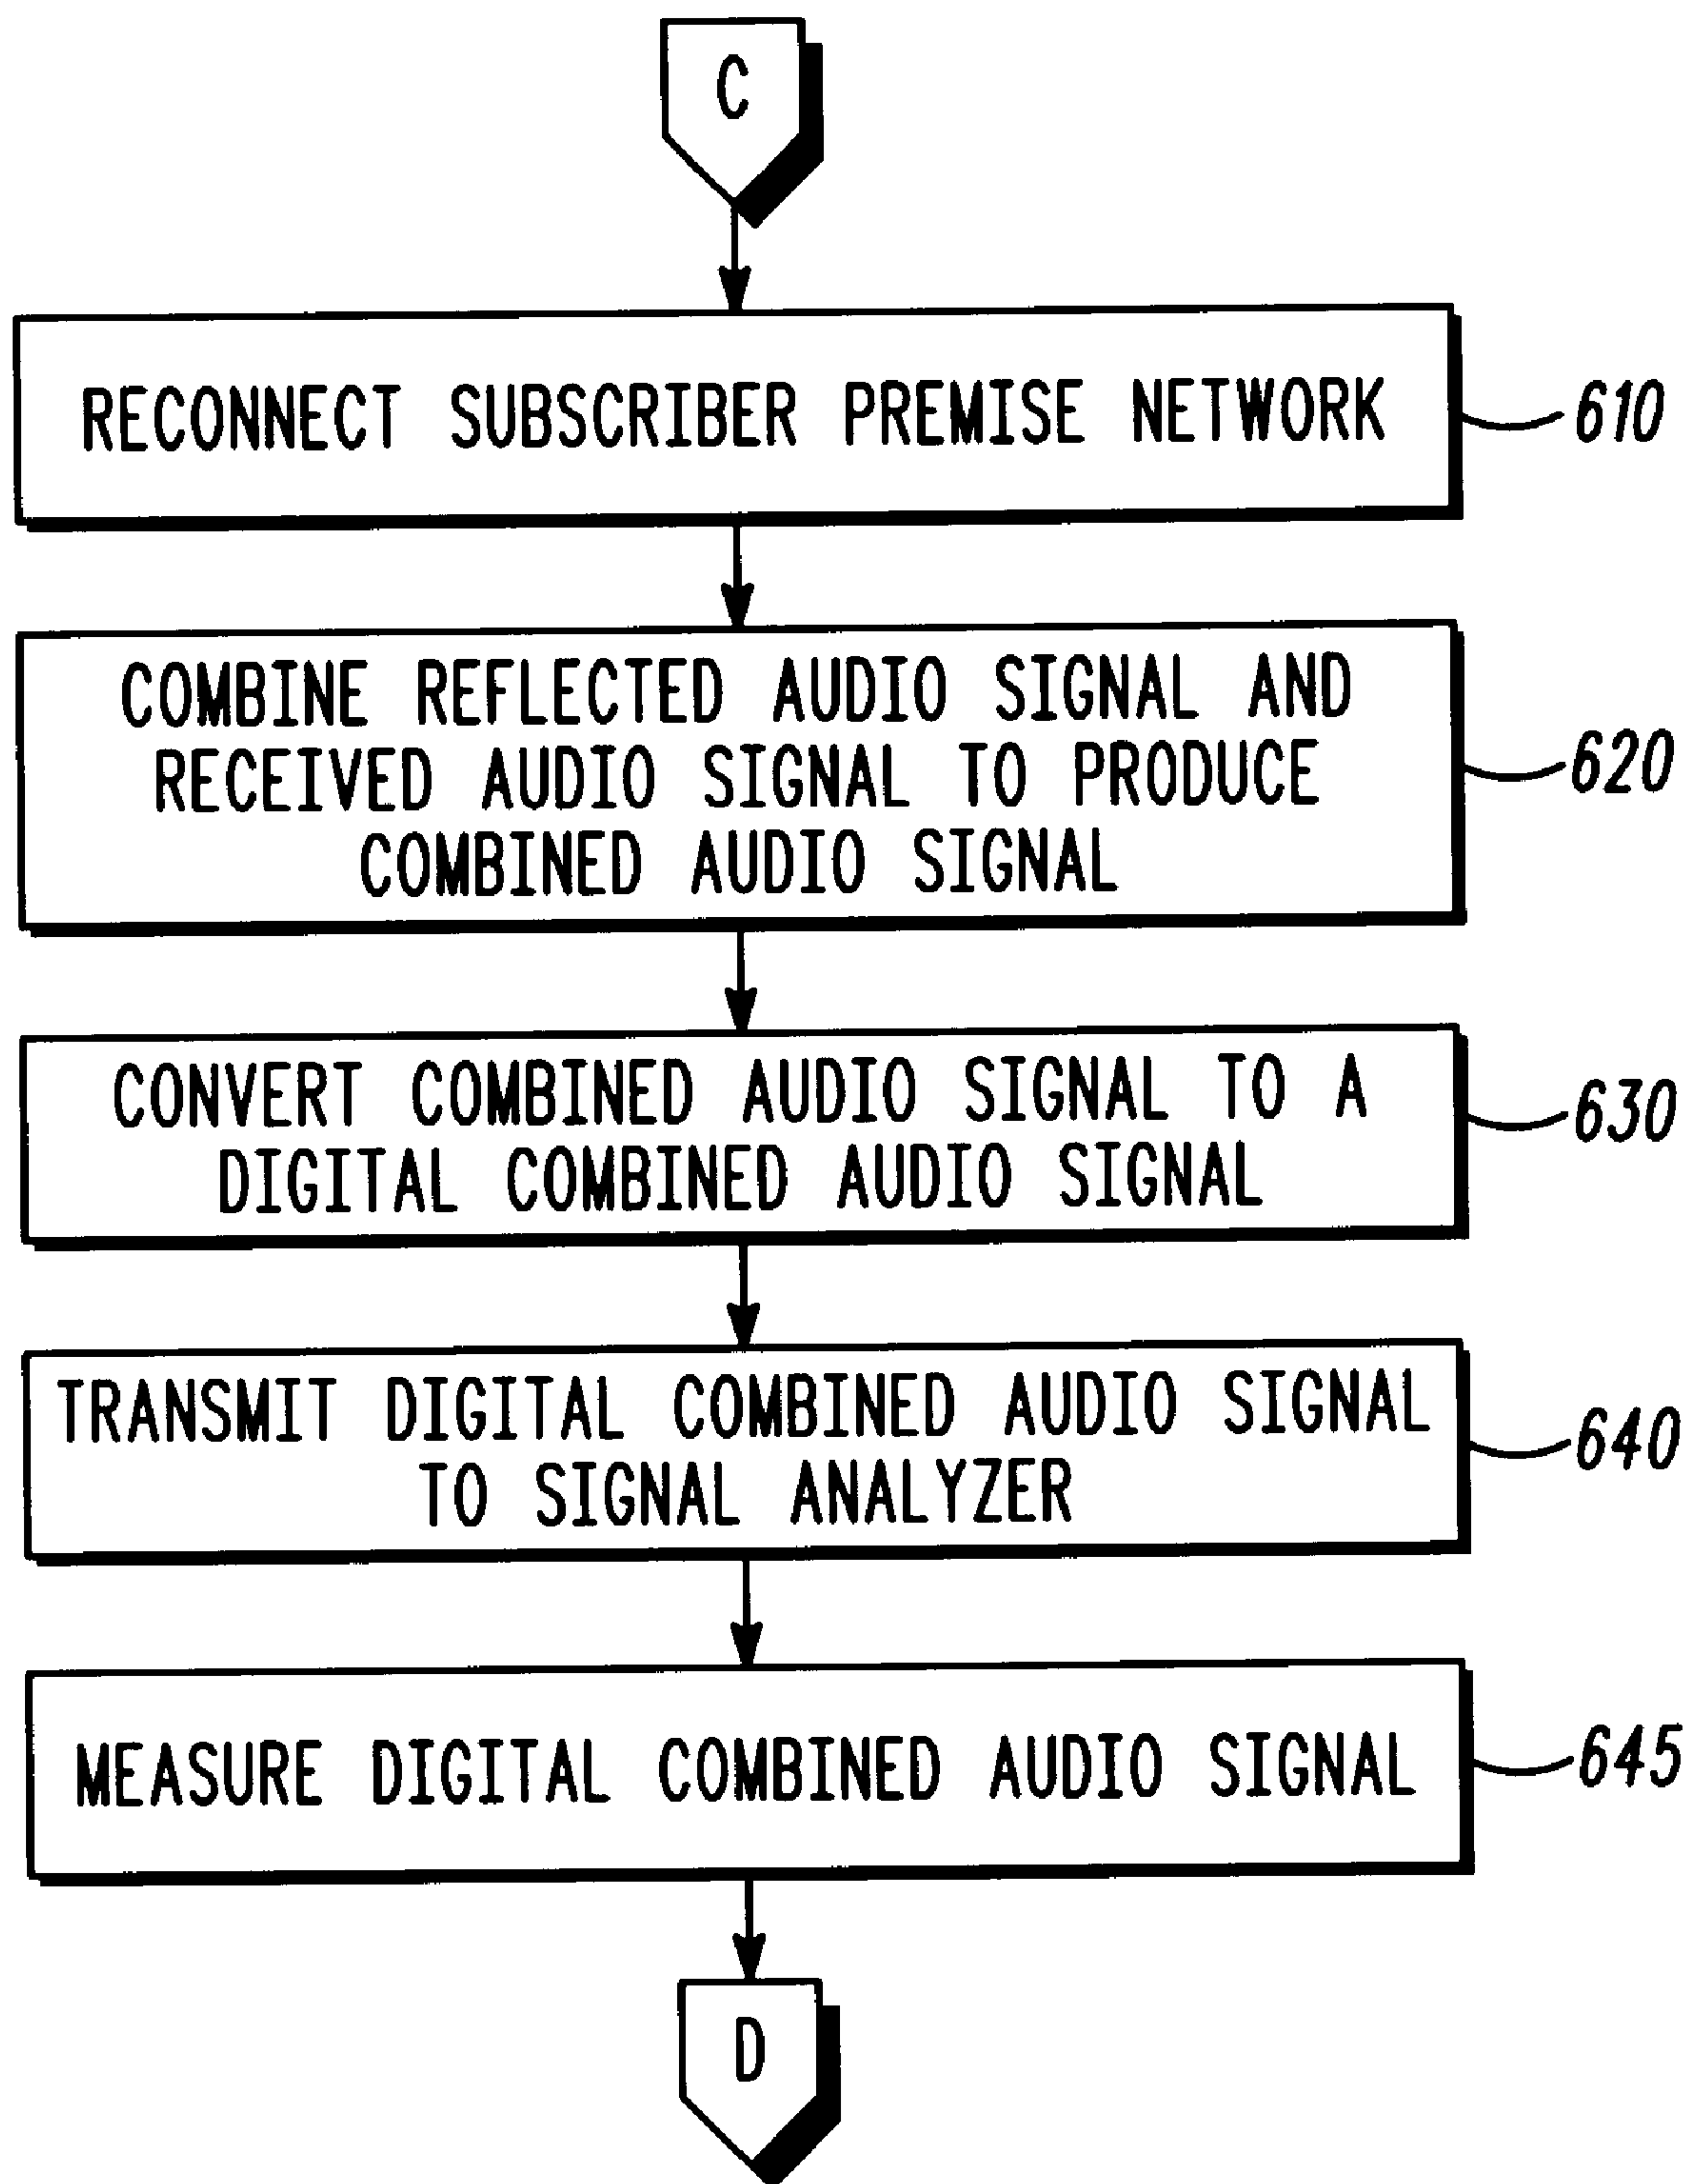 C
RECONNECT SUBSCRIBER PREMISE NETWORK
610
COMBINE REFLECTED AUDIO SIGNAL AND
RECEIVED AUDIO SIGNAL TO PRODUCE
COMBINED AUDIO SIGNAL
620
CONVERT COMBINED AUDIO SIGNAL TO A
DIGITAL COMBINED AUDIO SIGNAL
630
TRANSMIT DIGITAL COMBINED AUDIO SIGNAL
TO SIGNAL ANALYZER
640
MEASURE DIGITAL COMBINED AUDIO SIGNAL
645
D